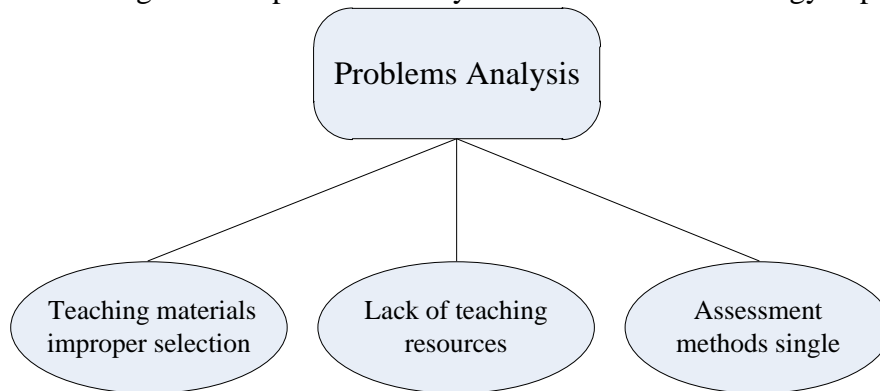 Problems Analysis
Teaching materials
improper selection
Lack of teaching
resources
Assessment
methods single